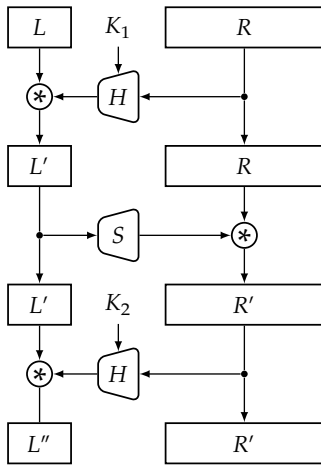 L K₁ R
* H
L′ R
S *
L′ K₂ R′
* H
L″ R′